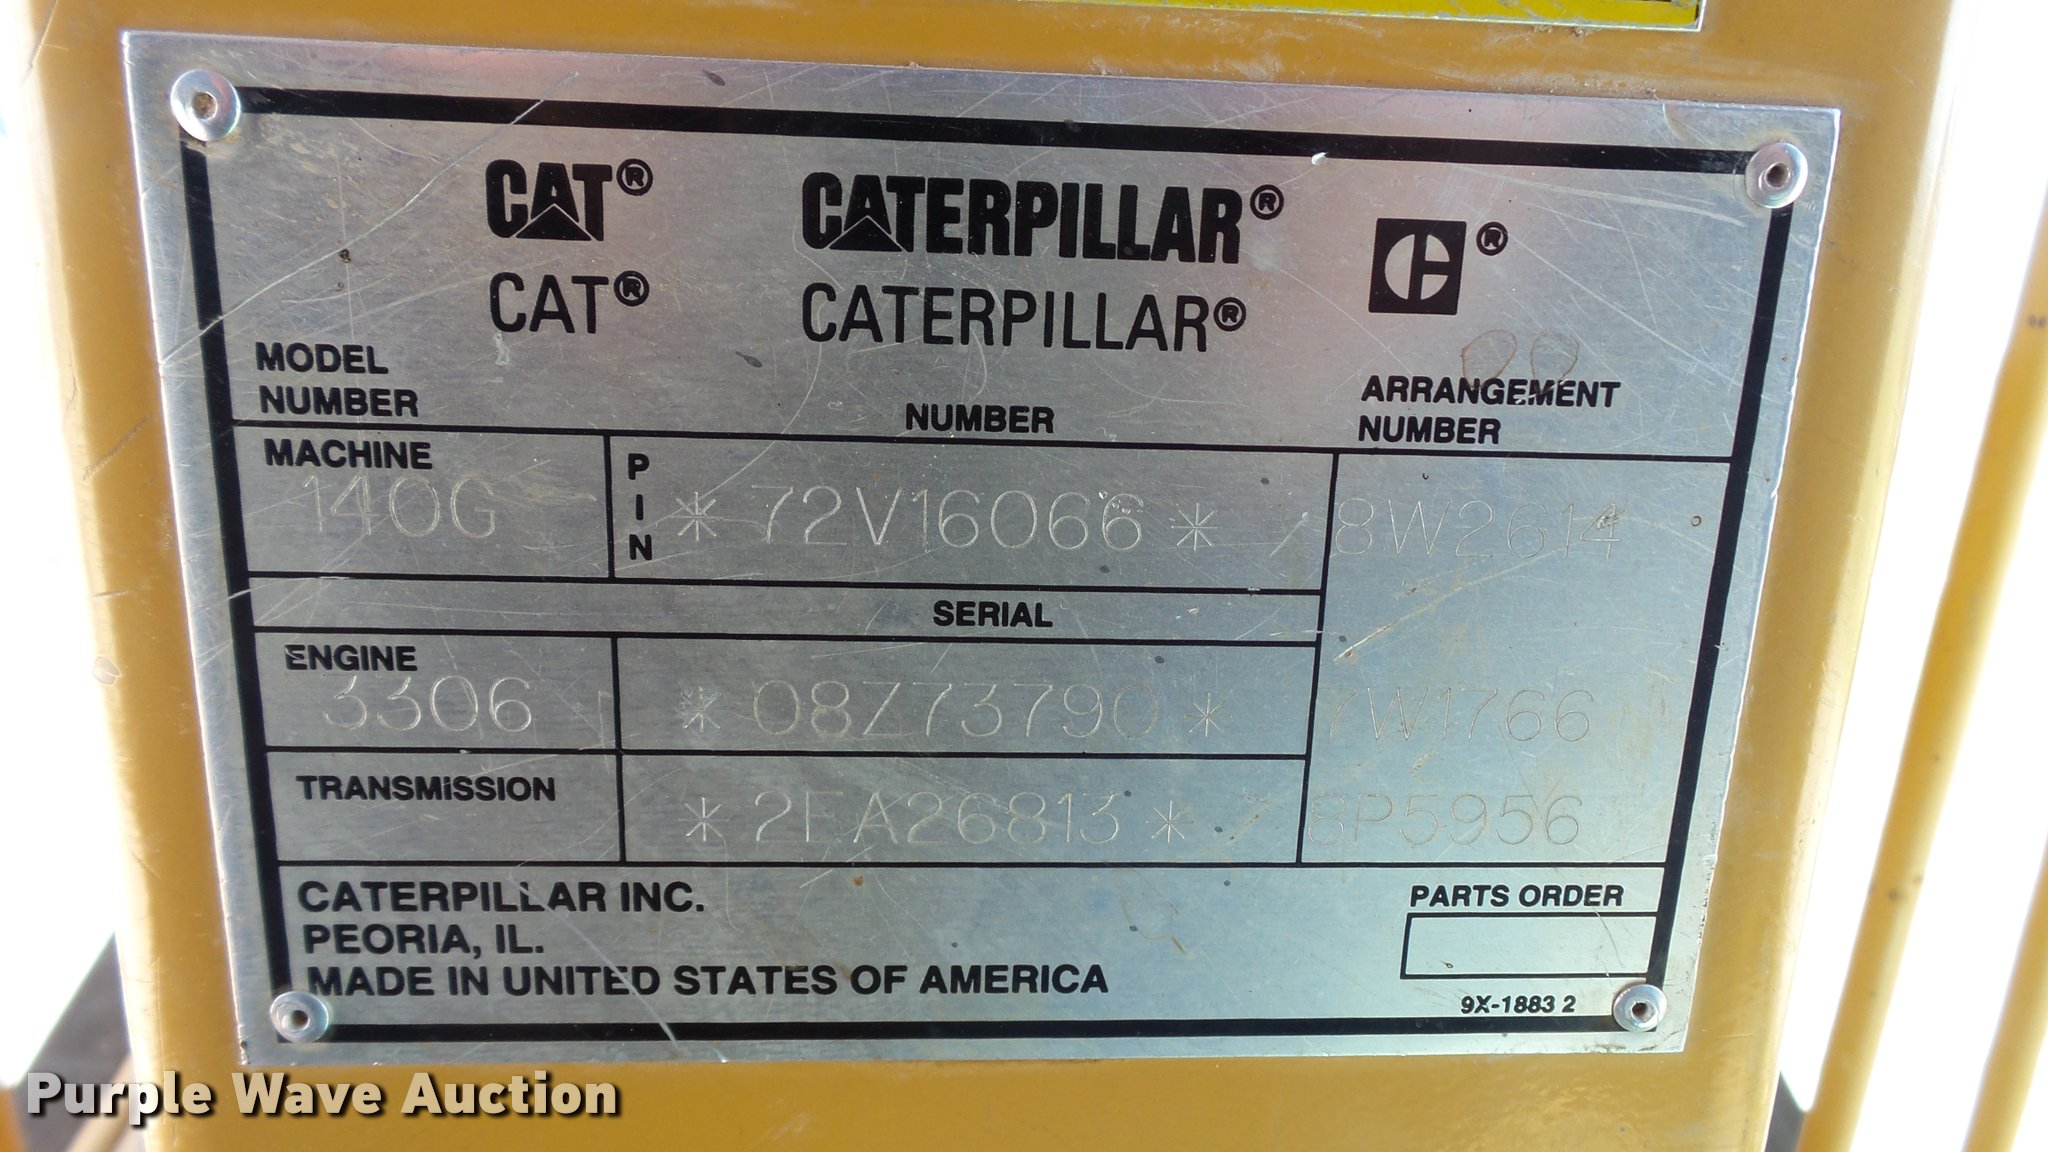 CAT® CATERPILLAR® ®
CAT® CATERPILLAR®
MODEL NUMBER
NUMBER
ARRANGEMENT NUMBER
MACHINE
140G
PIN
*72V16066*
8W2614
SERIAL
ENGINE
3306
*08Z73790*
7W1766
TRANSMISSION
*2FA26813*
8P5956
CATERPILLAR INC.
PEORIA, IL.
MADE IN UNITED STATES OF AMERICA
PARTS ORDER
9X-1883 2
Purple Wave Auction